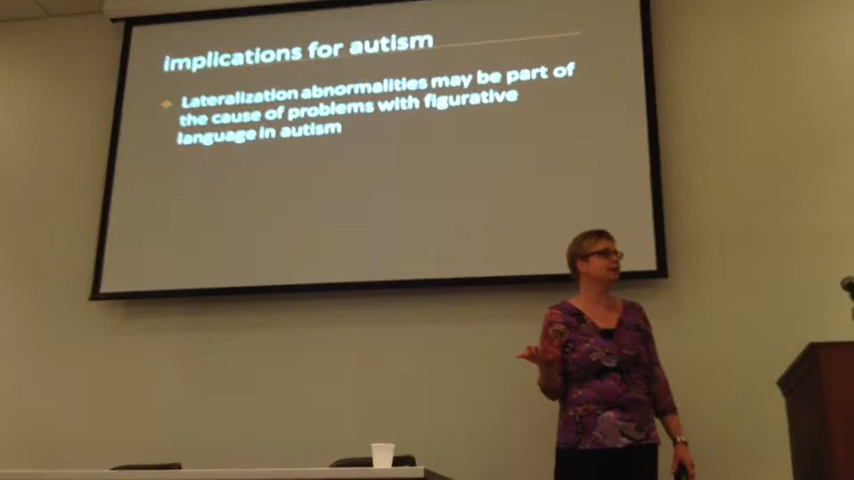 implications for autism
Lateralization abnormalities may be part of
the cause of problems with figurative
language in autism